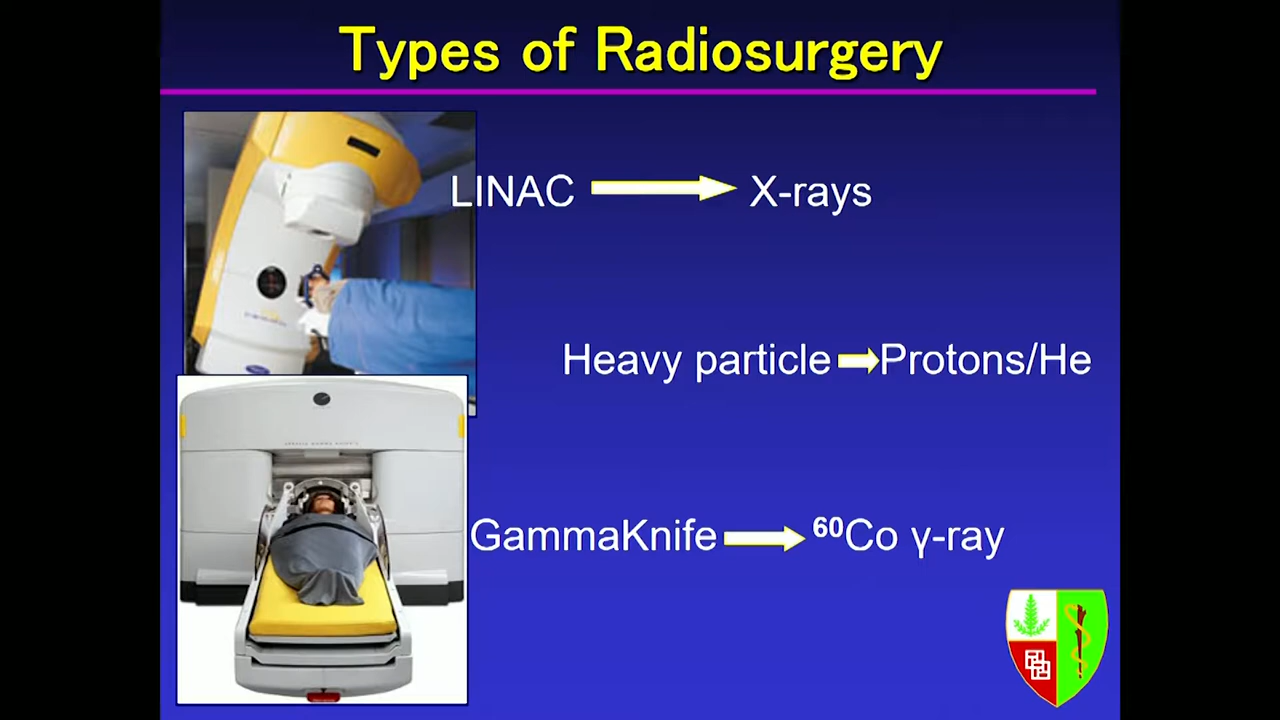 Types of Radiosurgery
LINAC X-rays
Heavy particle Protons/He
GammaKnife ⁶⁰Co γ-ray